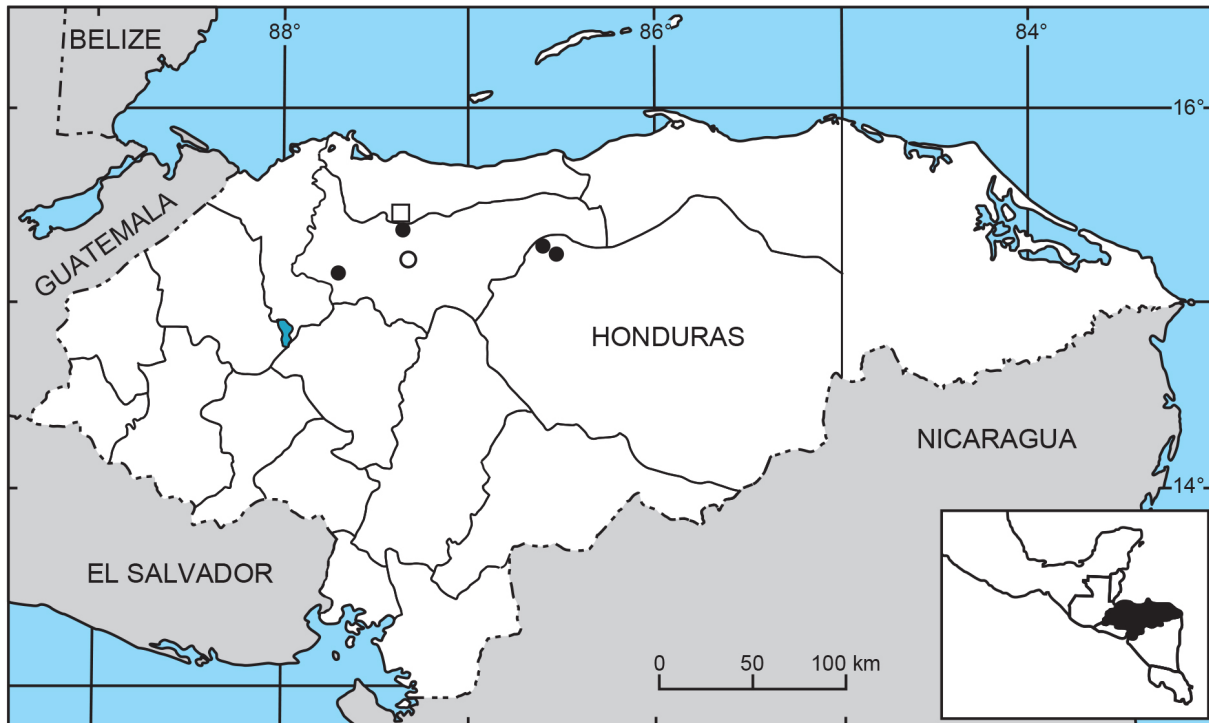 BELIZE
88°
86°
84°
16°
GUATEMALA
HONDURAS
NICARAGUA
14°
EL SALVADOR
0 50 100 km